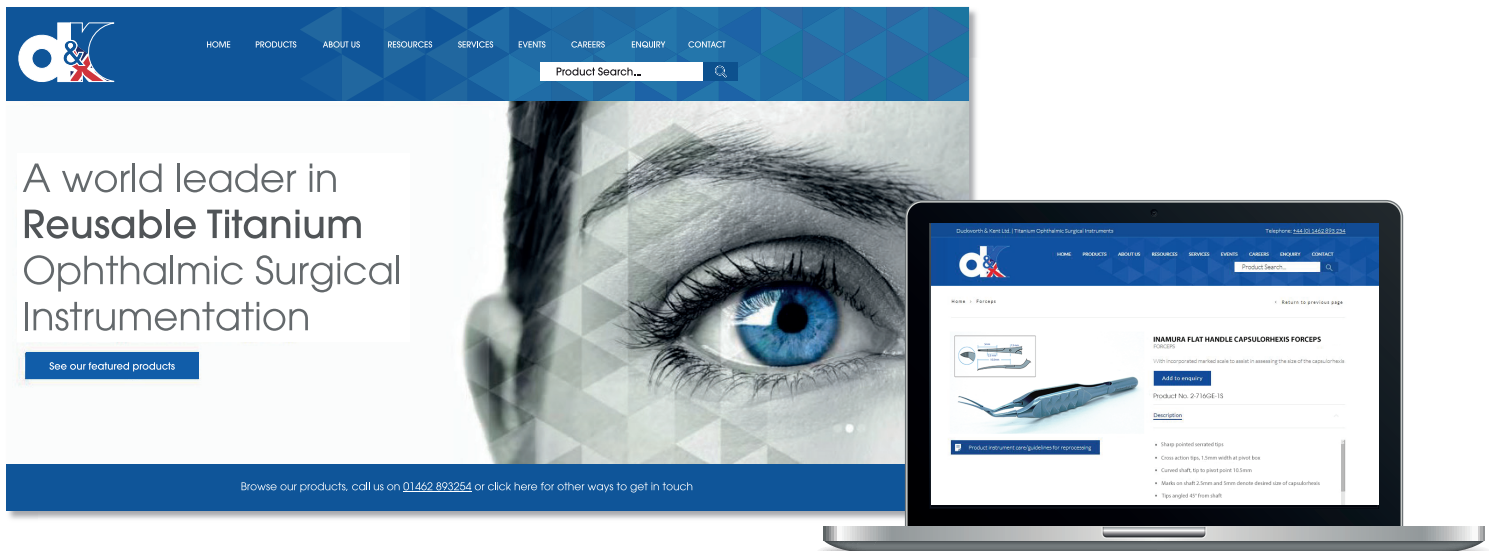 d&k
HOME PRODUCTS ABOUT US RESOURCES SERVICES EVENTS CAREERS ENQUIRY CONTACT
Product Search...
A world leader in
Reusable Titanium
Ophthalmic Surgical
Instrumentation
See our featured products
Browse our products, call us on 01462 893254 or click here for other ways to get in touch
Duckworth & Kent Ltd. | Titanium Ophthalmic Surgical Instruments Telephone: +44 (0) 1462 893 254
d&k
HOME PRODUCTS ABOUT US RESOURCES SERVICES EVENTS CAREERS ENQUIRY CONTACT
Product Search...
Home > Forceps > Return to previous page
INAMURA FLAT HANDLE CAPSULORHEXIS FORCEPS
FORCEPS
With incorporated marked scale to assist in assessing the size of the capsulorhexis
Add to enquiry
Product No. 2-716GE-1S
Description
Product instrument care/guidelines for reprocessing
• Sharp pointed serrated tips
• Cross action tips, 1.5mm width at pivot box
• Curved shaft, tip to pivot point 10.5mm
• Marks on shaft 2.5mm and 5mm denote desired size of capsulorhexis
• Tips angled 45° from shaft